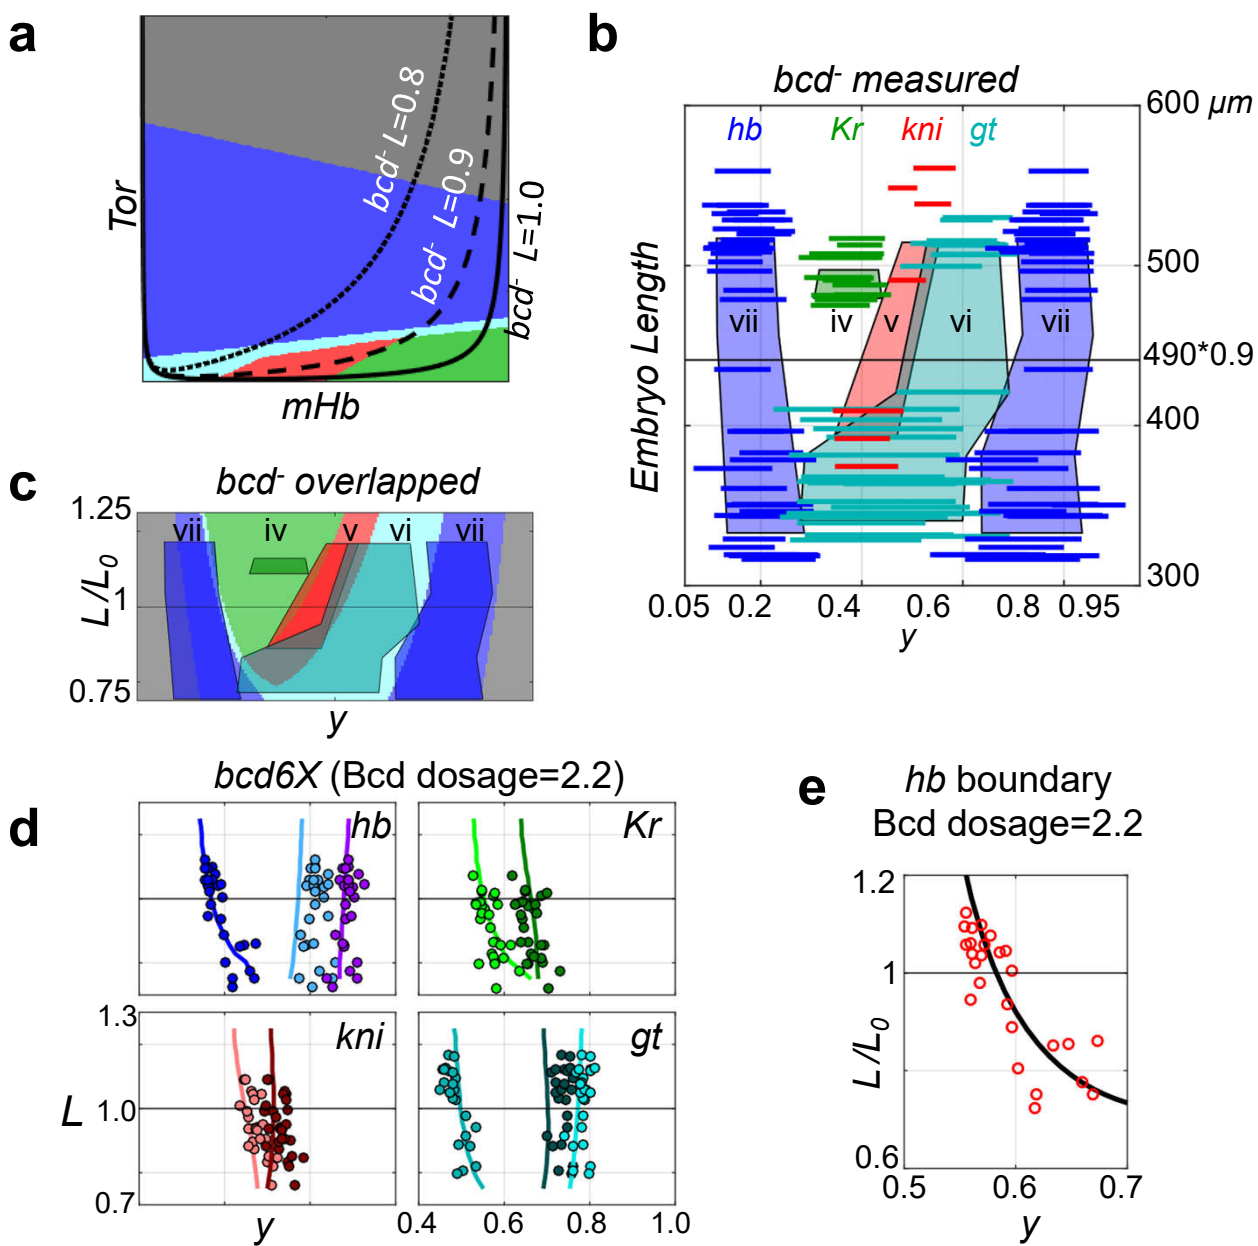 a
Tor
mHb
bcd- L=0.8
bcd- L=0.9
bcd- L=1.0
b
bcd- measured
hb Kr kni gt
Embryo Length
600 µm
500
490*0.9
400
300
vii iv v vi vii
0.05 0.2 0.4 0.6 0.8 0.95
y
c
bcd- overlapped
1.25
1
0.75
L/L0
vii iv v vi vii
y
d
bcd6X (Bcd dosage=2.2)
hb
Kr
kni
gt
1.3
1.0
0.7
L
y
0.4 0.6 0.8 1.0
e
hb boundary
Bcd dosage=2.2
1.2
1
0.6
L/L0
0.5 0.6 0.7
y